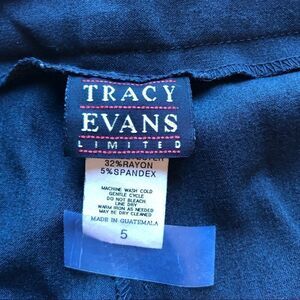 TRACY
EVANS
LIMITED
32%RAYON
5%SPANDEX
MACHINE WASH COLD
GENTLE CYCLE
DO NOT BLEACH
LINE DRY
WARM IRON AS NEEDED
MAY BE DRY CLEANED
MADE IN GUATEMALA
5